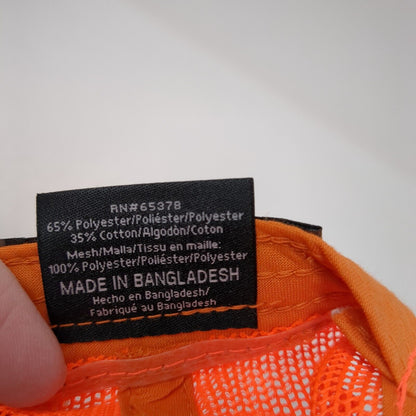 RN#65378
65% Polyester/Poliéster/Polyester
35% Cotton/Algodón/Coton
Mesh/Malla/Tissu en maille:
100% Polyester/Poliéster/Polyester
MADE IN BANGLADESH
Hecho en Bangladesh/
Fabriqué au Bangladesh